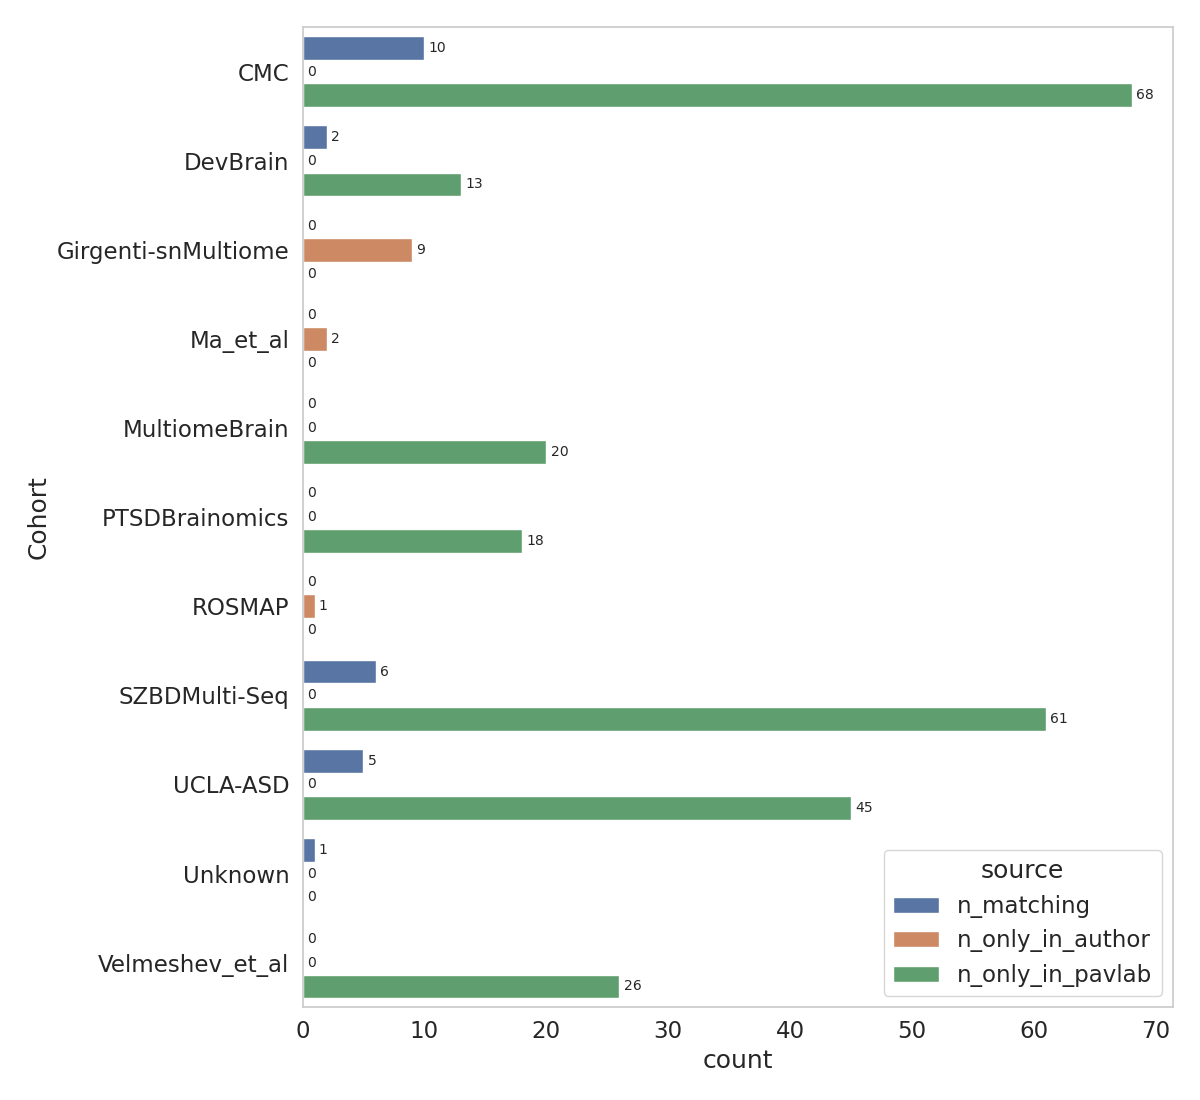 CMC
10
0
68
DevBrain
2
0
13
Girgenti-snMultiome
0
9
0
Ma_et_al
0
2
0
MultiomeBrain
0
0
20
PTSDBrainomics
0
0
18
ROSMAP
0
1
0
SZBDMulti-Seq
6
0
61
UCLA-ASD
5
0
45
Unknown
1
0
0
Velmeshev_et_al
0
0
26
Cohort
source
n_matching
n_only_in_author
n_only_in_pavlab
0 10 20 30 40 50 60 70
count